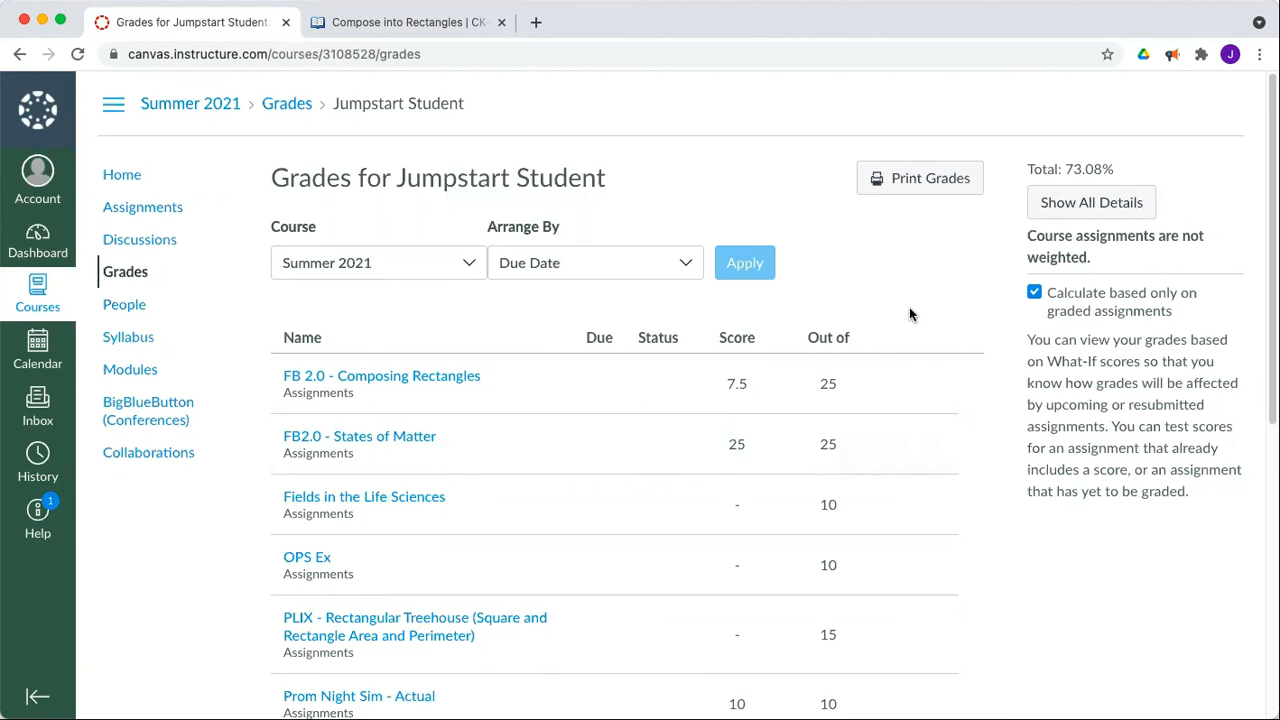 Grades for Jumpstart Student:
Compose into Rectangles | CK-
canvas.instructure.com/courses/3108528/grades
J
Summer 2021 > Grades > Jumpstart Student
Account
Dashboard
Courses
Calendar
Inbox
History
1
Help
Home
Assignments
Discussions
Grades
People
Syllabus
Modules
BigBlueButton
(Conferences)
Collaborations
Grades for Jumpstart Student
Print Grades
Course
Arrange By
Summer 2021
Due Date
Apply
Name Due Status Score Out of
FB 2.0 - Composing Rectangles
Assignments
7.5 25
FB2.0 - States of Matter
Assignments
25 25
Fields in the Life Sciences
Assignments
- 10
OPS Ex
Assignments
- 10
PLIX - Rectangular Treehouse (Square and
Rectangle Area and Perimeter)
Assignments
- 15
Prom Night Sim - Actual
Assignments
10 10
Total: 73.08%
Show All Details
Course assignments are not
weighted.
Calculate based only on
graded assignments
You can view your grades based
on What-If scores so that you
know how grades will be affected
by upcoming or resubmitted
assignments. You can test scores
for an assignment that already
includes a score, or an assignment
that has yet to be graded.